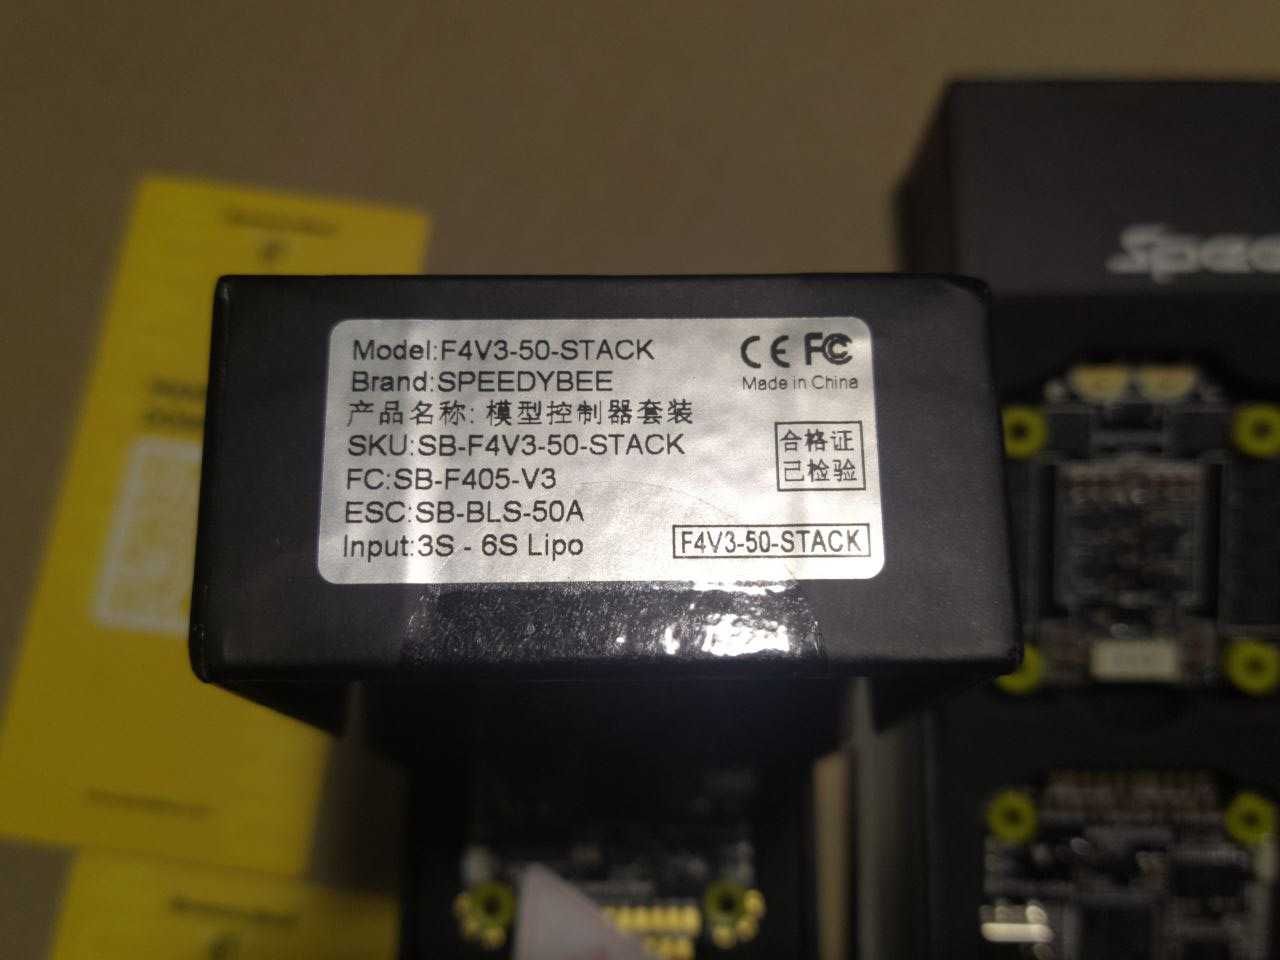 Model:F4V3-50-STACK
Brand:SPEEDYBEE
产品名称: 模型控制器套装
SKU:SB-F4V3-50-STACK
FC:SB-F405-V3
ESC:SB-BLS-50A
Input:3S - 6S Lipo
CE FC
Made in China
合格证
已检验
F4V3-50-STACK
Spee